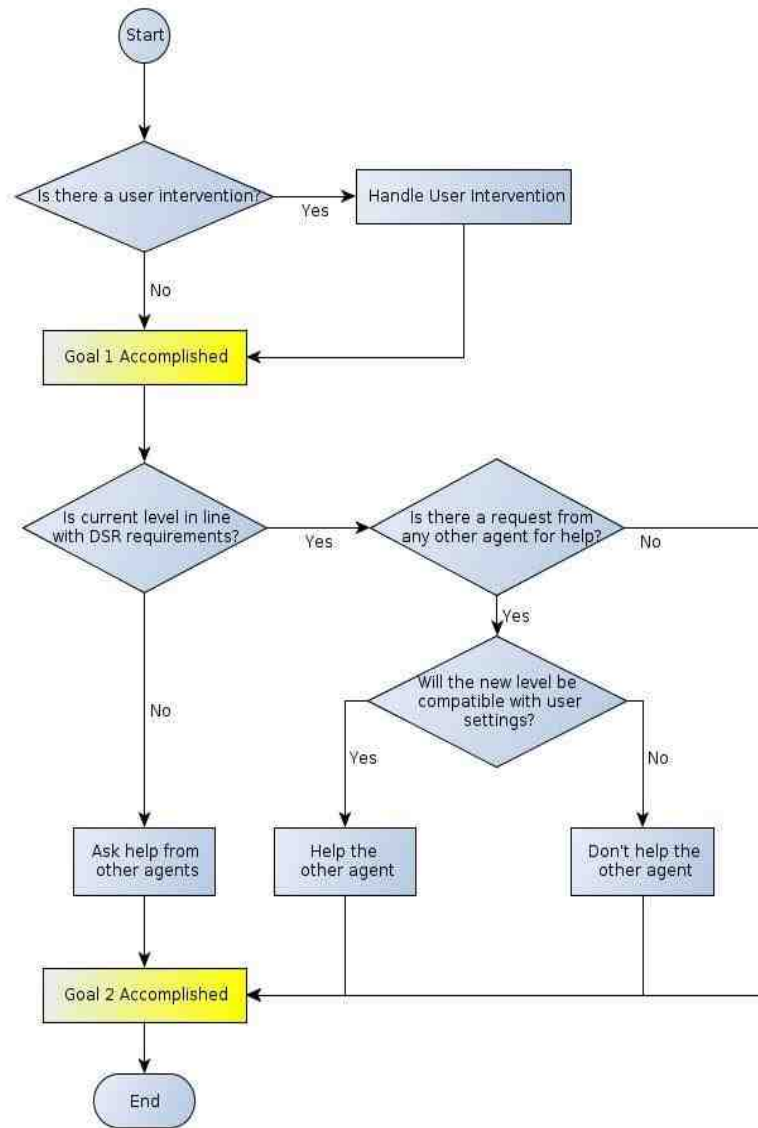 Start
Is there a user intervention?
Yes
Handle User Intervention
No
Goal 1 Accomplished
Is current level in line
with DSR requirements?
Yes
Is there a request from
any other agent for help?
No
Yes
Will the new level be
compatible with user
settings?
No
Yes
No
Ask help from
other agents
Help the
other agent
Don't help the
other agent
Goal 2 Accomplished
End